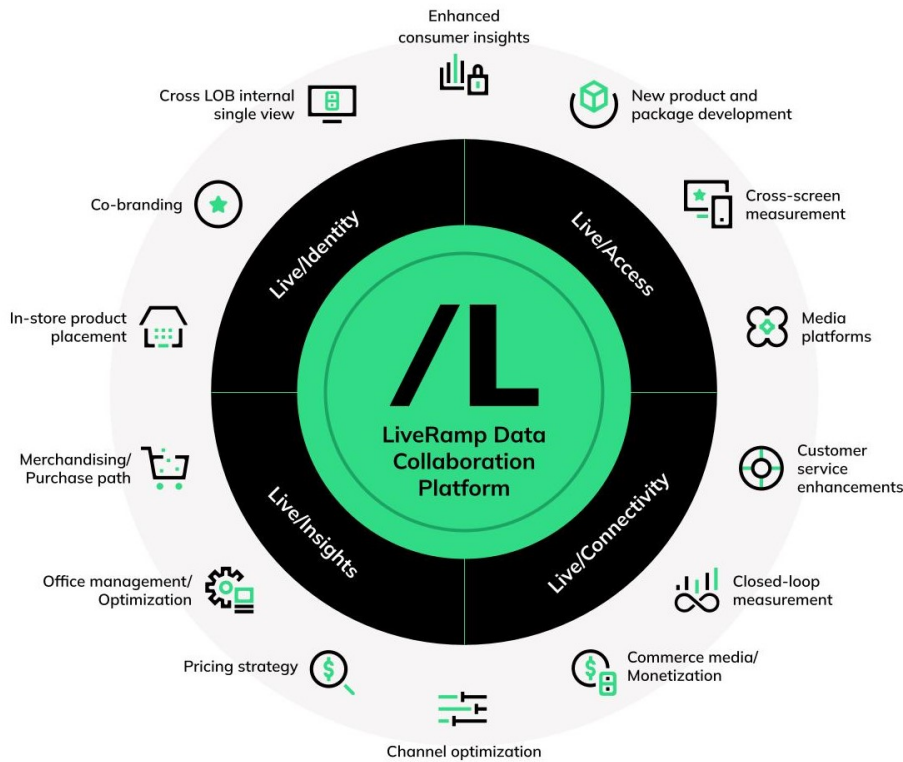 Enhanced
consumer insights
New product and
package development
Cross-screen
measurement
Media
platforms
Customer
service
enhancements
Closed-loop
measurement
Commerce media/
Monetization
Channel optimization
Pricing strategy
Office management/
Optimization
Merchandising/
Purchase path
In-store product
placement
Co-branding
Cross LOB internal
single view
Live/Identity
Live/Access
Live/Connectivity
Live/Insights
/L
LiveRamp Data
Collaboration
Platform